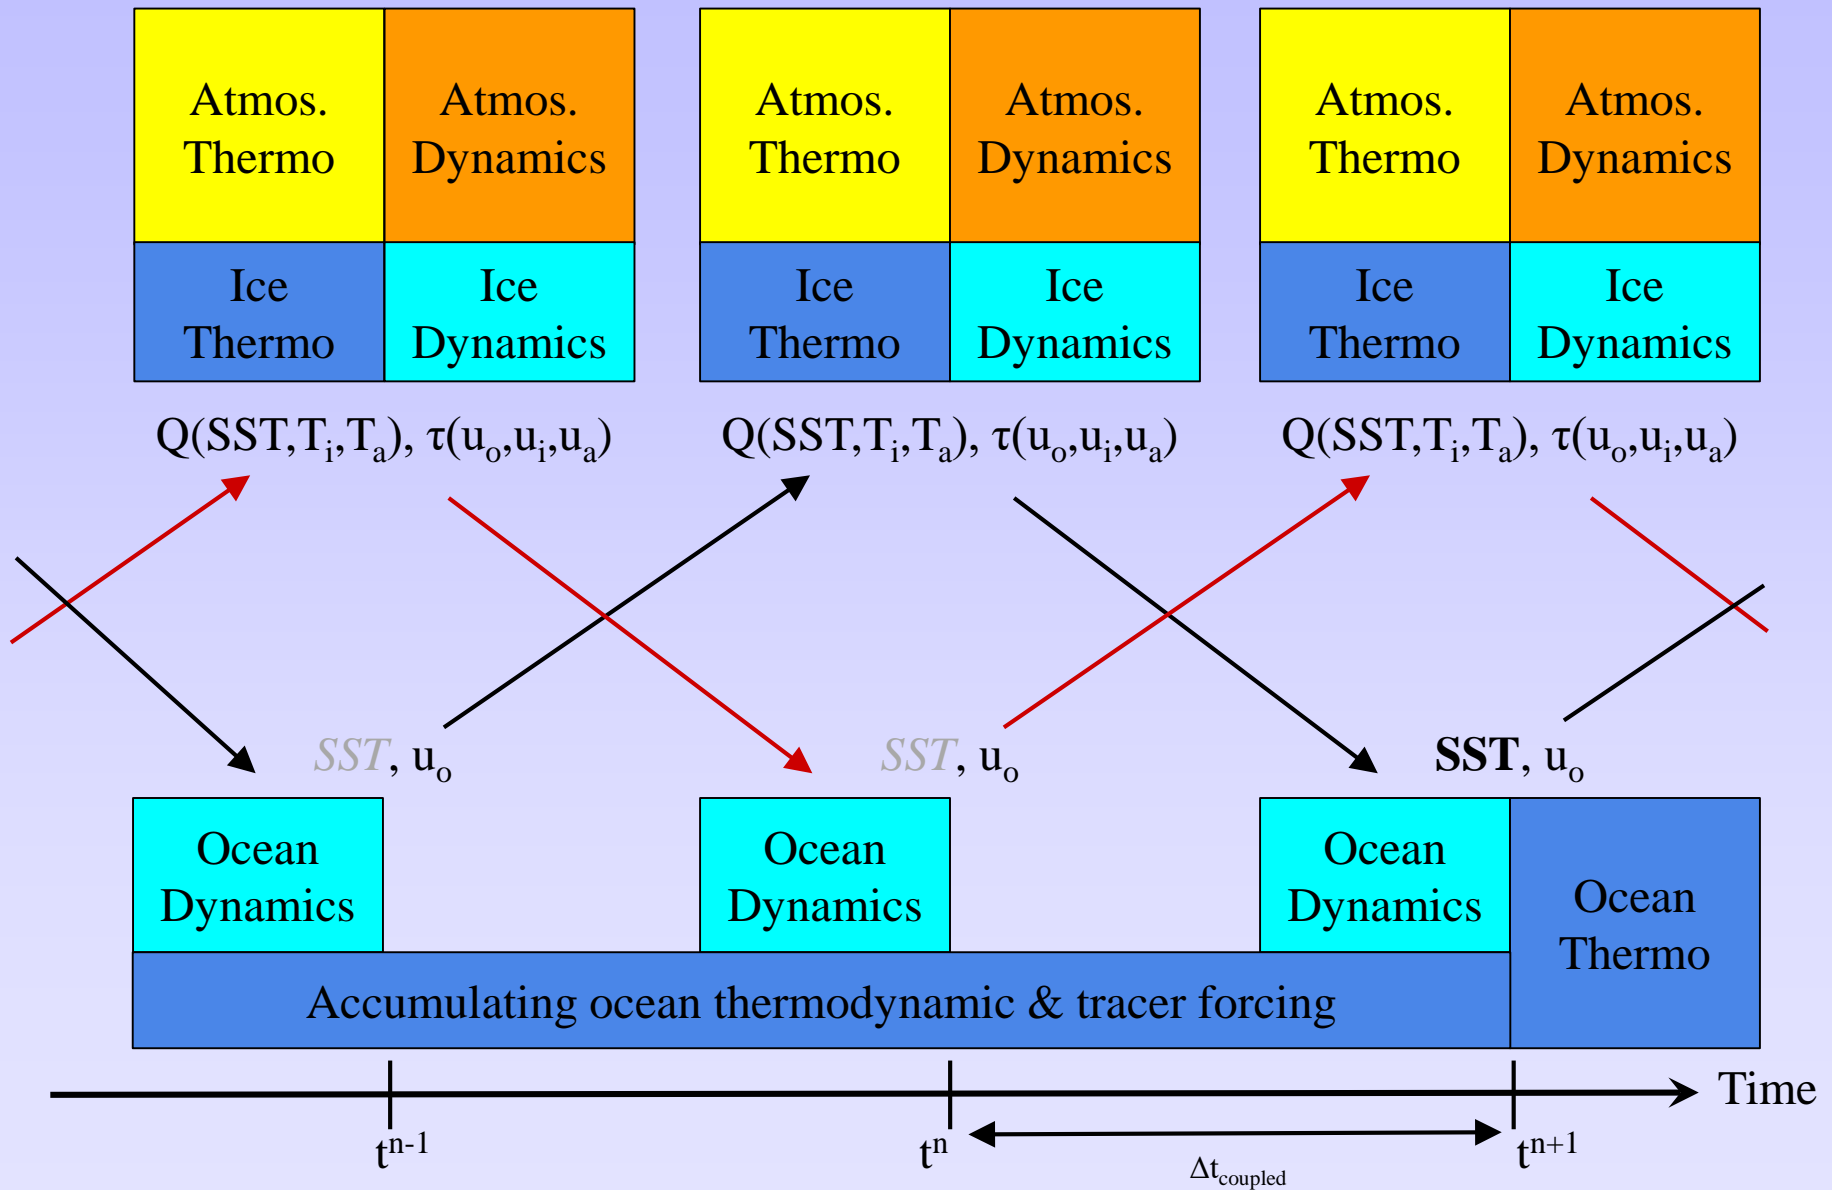 Atmos.
Thermo
Atmos.
Dynamics
Atmos.
Thermo
Atmos.
Dynamics
Atmos.
Thermo
Atmos.
Dynamics
Ice
Thermo
Ice
Dynamics
Ice
Thermo
Ice
Dynamics
Ice
Thermo
Ice
Dynamics
Q(SST,Tᵢ,Tₐ), τ(uₒ,uᵢ,uₐ)
Q(SST,Tᵢ,Tₐ), τ(uₒ,uᵢ,uₐ)
Q(SST,Tᵢ,Tₐ), τ(uₒ,uᵢ,uₐ)
SST, uₒ
SST, uₒ
SST, uₒ
Ocean
Dynamics
Ocean
Dynamics
Ocean
Dynamics
Ocean
Thermo
Accumulating ocean thermodynamic & tracer forcing
Time
tⁿ⁻¹
tⁿ
Δt_coupled
tⁿ⁺¹